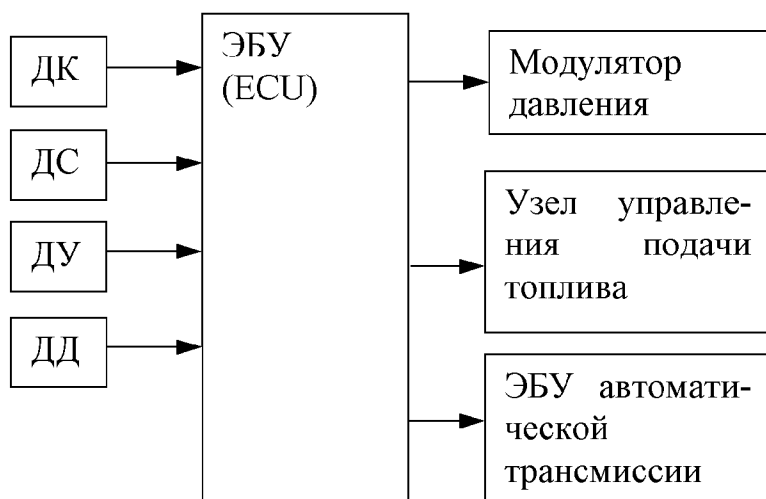 ДК
ДС
ДУ
ДД
ЭБУ
(ECU)
Модулятор
давления
Узел управле-
ния подачи
топлива
ЭБУ автомати-
ческой
трансмиссии